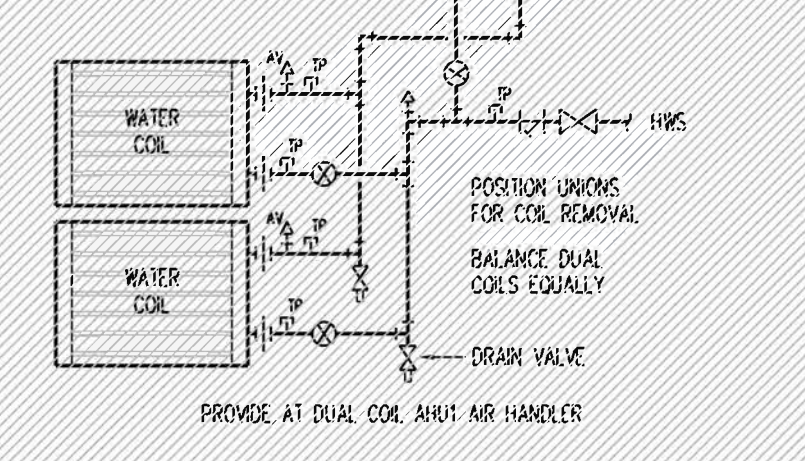 AV
TP
TP
WATER
COIL
HWS
TP
TP
POSITION UNIONS
FOR COIL REMOVAL
AV
TP
WATER
COIL
BALANCE DUAL
COILS EQUALLY
TP
DRAIN VALVE
PROVIDE AT DUAL COIL AHU1 AIR HANDLER